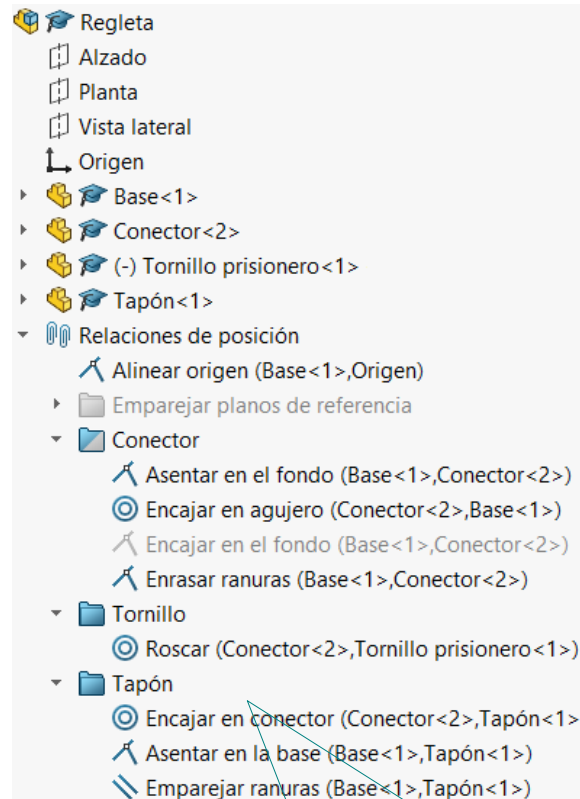 Regleta
Alzado
Planta
Vista lateral
Origen
Base<1>
Conector<2>
(-) Tornillo prisionero<1>
Tapón<1>
Relaciones de posición
Alinear origen (Base<1>,Origen)
Emparejar planos de referencia
Conector
Asentar en el fondo (Base<1>,Conector<2>)
Encajar en agujero (Conector<2>,Base<1>)
Encajar en el fondo (Base<1>,Conector<2>)
Enrasar ranuras (Base<1>,Conector<2>)
Tornillo
Roscar (Conector<2>,Tornillo prisionero<1>)
Tapón
Encajar en conector (Conector<2>,Tapón<1>
Asentar en la base (Base<1>,Tapón<1>)
Emparejar ranuras (Base<1>,Tapón<1>)